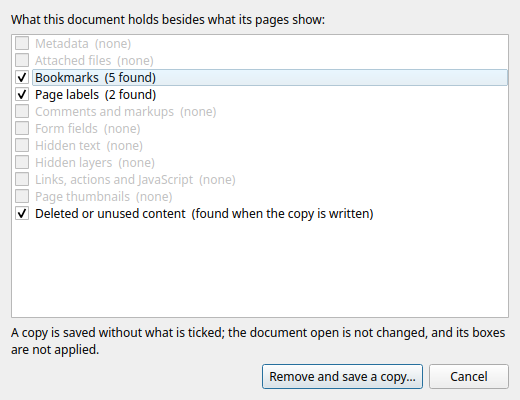 What this document holds besides what its pages show:
Metadata (none)
Attached files (none)
Bookmarks (5 found)
Page labels (2 found)
Comments and markups (none)
Form fields (none)
Hidden text (none)
Hidden layers (none)
Links, actions and JavaScript (none)
Page thumbnails (none)
Deleted or unused content (found when the copy is written)
A copy is saved without what is ticked; the document open is not changed, and its boxes
are not applied.
Remove and save a copy... Cancel